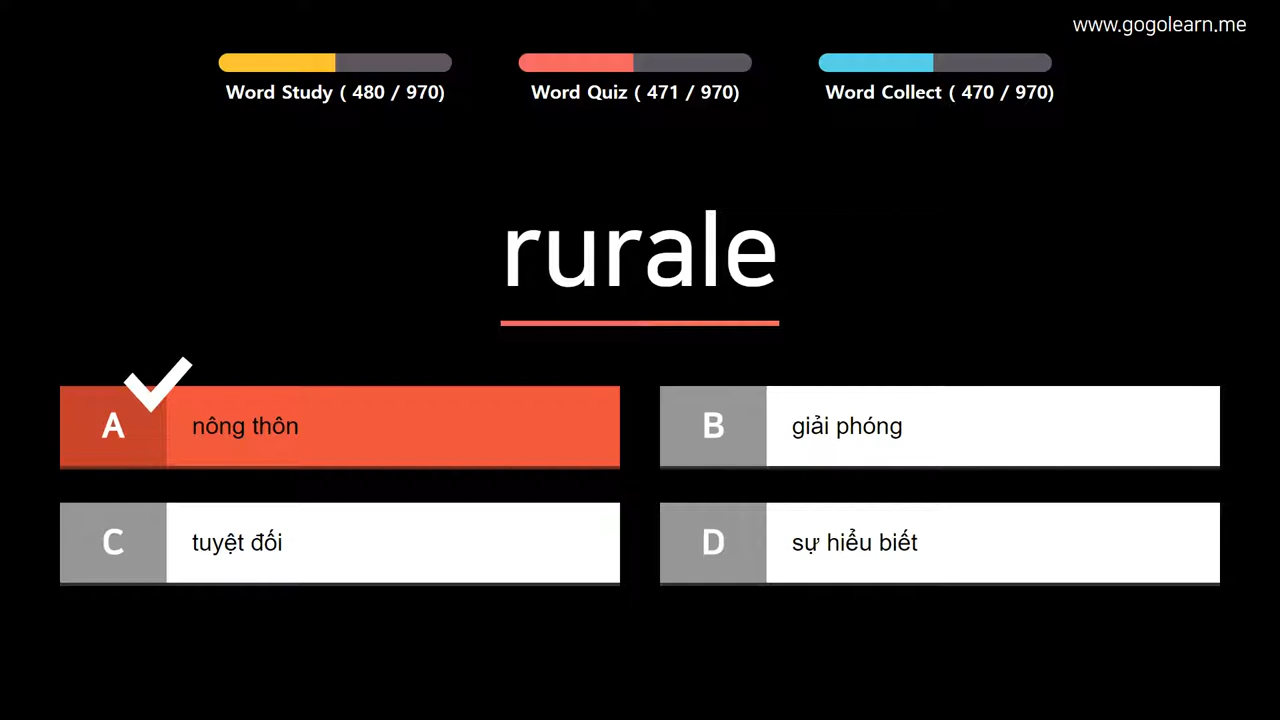 www.gogolearn.me
Word Study ( 480 / 970)
Word Quiz ( 471 / 970)
Word Collect ( 470 / 970)
rurale
A nông thôn
B giải phóng
C tuyệt đối
D sự hiểu biết